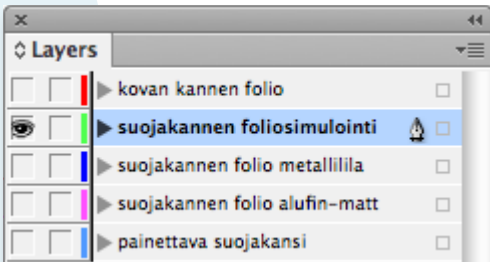 Layers
kovan kannen folio
suojakannen foliosimulointi
suojakannen folio metallilila
suojakannen folio alufin-matt
painettava suojakansi